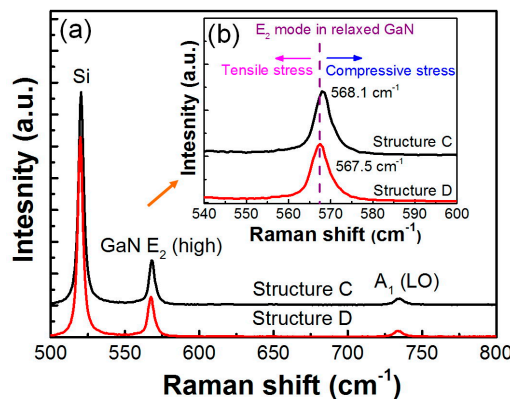 (a)
Si
GaN E2 (high)
Structure C
Structure D
A1 (LO)
Intesnity (a.u.)
500 550 600 650 700 750 800
Raman shift (cm-1)
(b)
E2 mode in relaxed GaN
Tensile stress Compressive stress
568.1 cm-1
Structure C
567.5 cm-1
Structure D
Intesnity (a.u.)
540 550 560 570 580 590 600
Raman shift (cm-1)